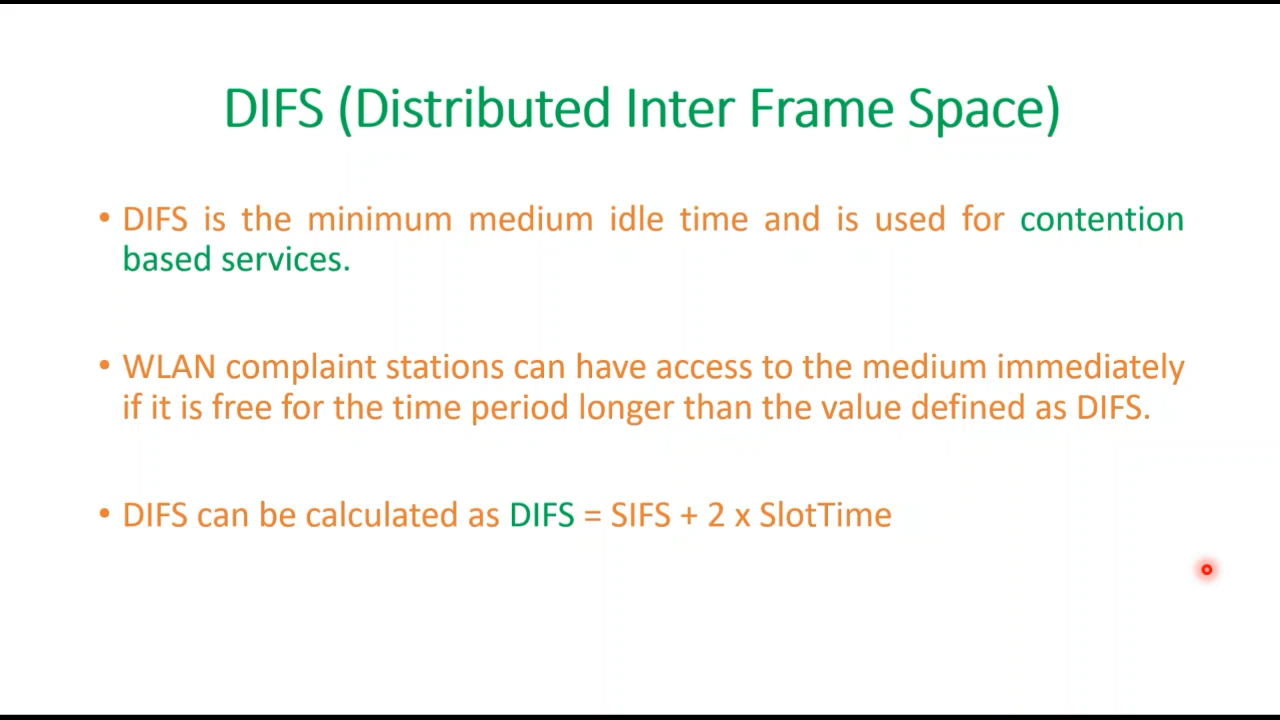 DIFS (Distributed Inter Frame Space)
• DIFS is the minimum medium idle time and is used for contention
based services.
• WLAN complaint stations can have access to the medium immediately
if it is free for the time period longer than the value defined as DIFS.
• DIFS can be calculated as DIFS = SIFS + 2 x SlotTime